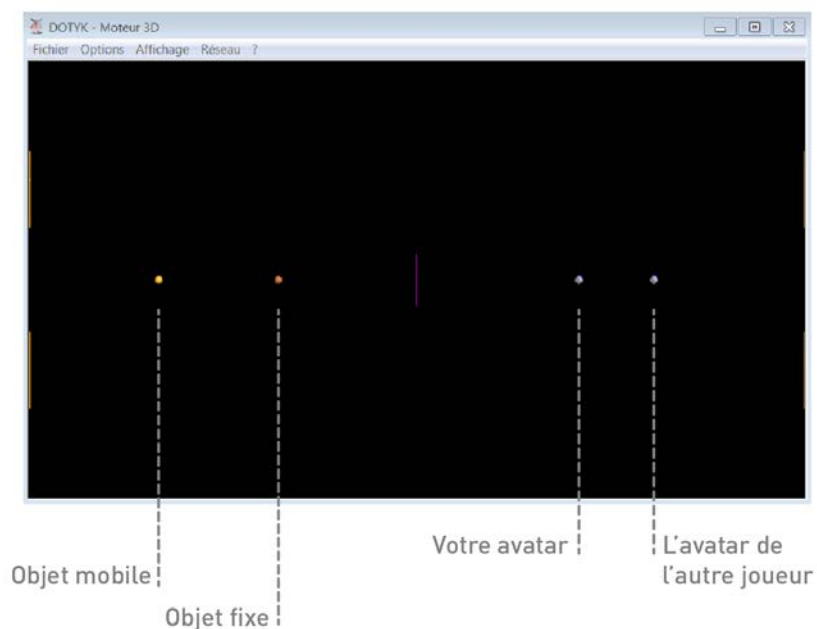 DOTYK - Moteur 3D
Fichier Options Affichage Réseau ?
Votre avatar
L'avatar de
l'autre joueur
Objet mobile
Objet fixe